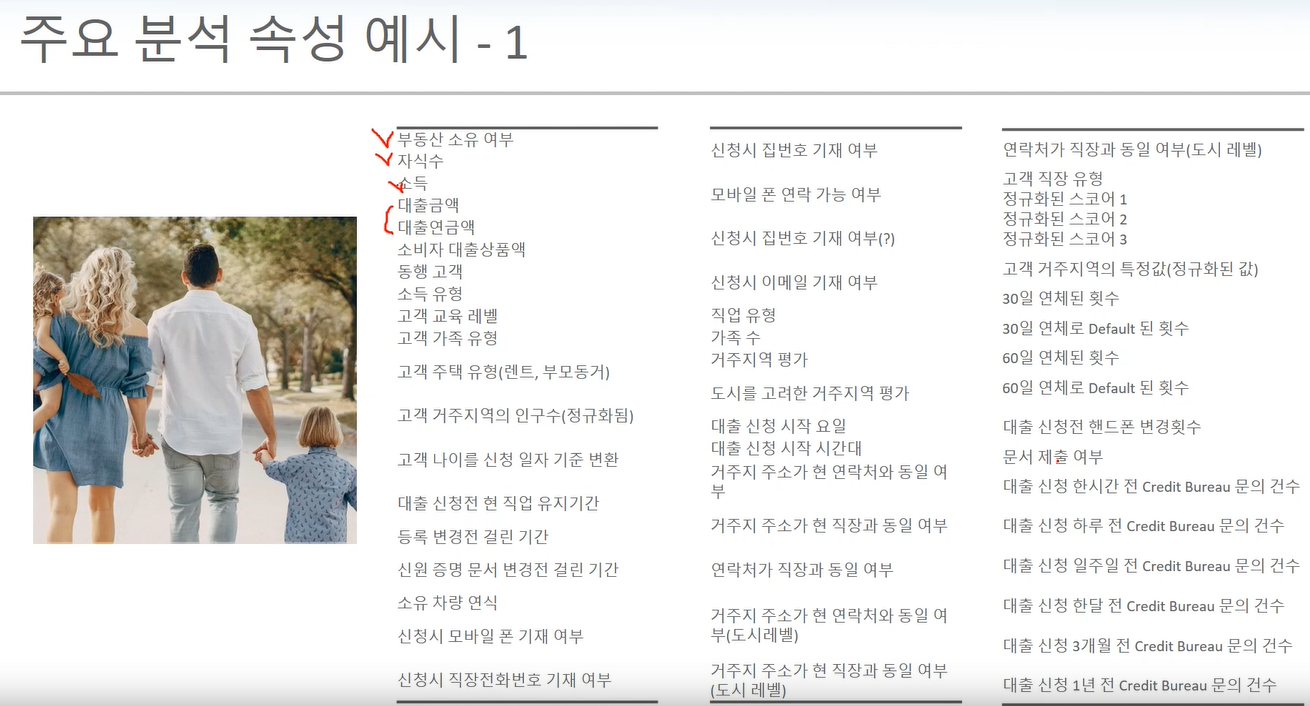 주요 분석 속성 예시 - 1
부동산 소유 여부
자식수
소득
대출금액
대출연금액
소비자 대출상품액
동행 고객
소득 유형
고객 교육 레벨
고객 가족 유형
고객 주택 유형(렌트, 부모동거)
고객 거주지역의 인구수(정규화됨)
고객 나이를 신청 일자 기준 변환
대출 신청전 현 직업 유지기간
등록 변경전 걸린 기간
신원 증명 문서 변경전 걸린 기간
소유 차량 연식
신청시 모바일 폰 기재 여부
신청시 직장전화번호 기재 여부
신청시 집번호 기재 여부
모바일 폰 연락 가능 여부
신청시 집번호 기재 여부(?)
신청시 이메일 기재 여부
직업 유형
가족 수
거주지역 평가
도시를 고려한 거주지역 평가
대출 신청 시작 요일
대출 신청 시작 시간대
거주지 주소가 현 연락처와 동일 여
부
거주지 주소가 현 직장과 동일 여부
연락처가 직장과 동일 여부
거주지 주소가 현 연락처와 동일 여
부(도시레벨)
거주지 주소가 현 직장과 동일 여부
(도시 레벨)
연락처가 직장과 동일 여부(도시 레벨)
고객 직장 유형
정규화된 스코어 1
정규화된 스코어 2
정규화된 스코어 3
고객 거주지역의 특정값(정규화된 값)
30일 연체된 횟수
30일 연체로 Default 된 횟수
60일 연체된 횟수
60일 연체로 Default 된 횟수
대출 신청전 핸드폰 변경횟수
문서 제출 여부
대출 신청 한시간 전 Credit Bureau 문의 건수
대출 신청 하루 전 Credit Bureau 문의 건수
대출 신청 일주일 전 Credit Bureau 문의 건수
대출 신청 한달 전 Credit Bureau 문의 건수
대출 신청 3개월 전 Credit Bureau 문의 건수
대출 신청 1년 전 Credit Bureau 문의 건수